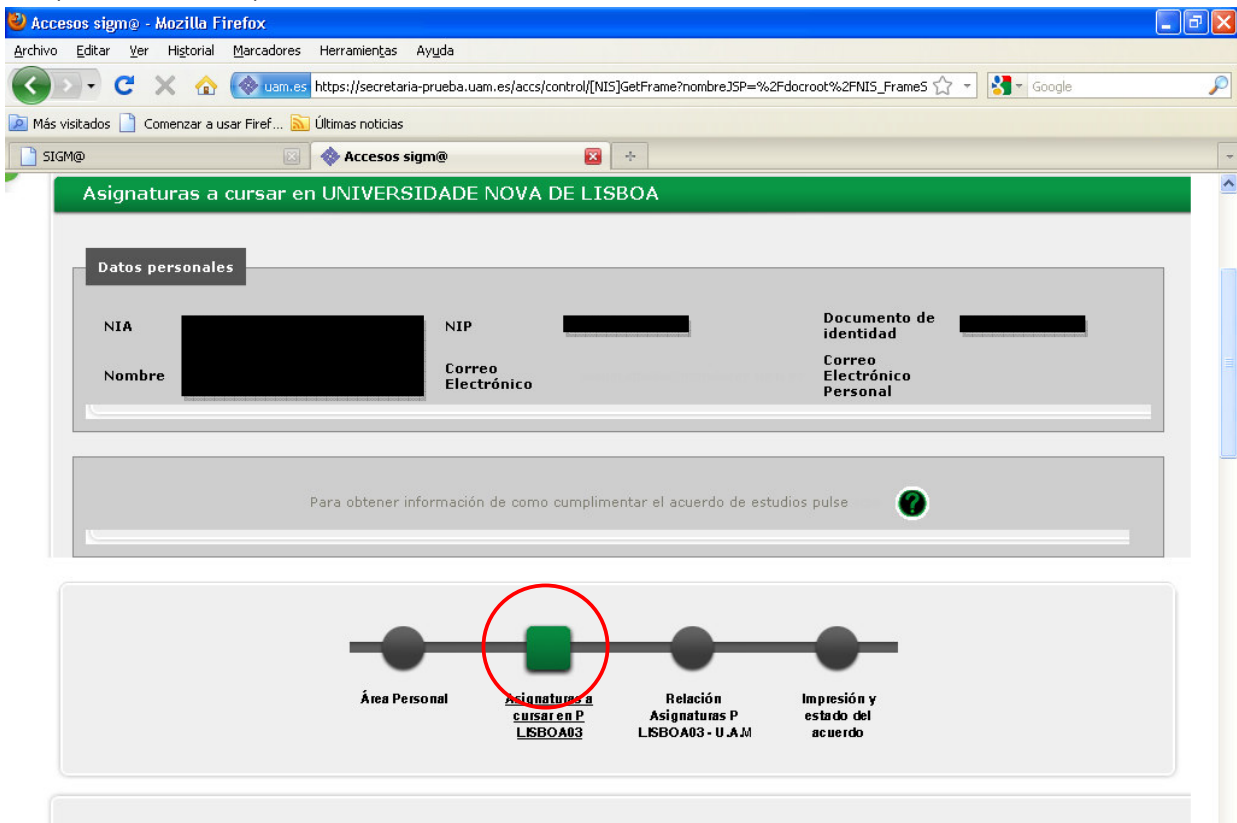 Accesos sigm@ - Mozilla Firefox
Archivo Editar Ver Historial Marcadores Herramientas Ayuda
uam.es https://secretaria-prueba.uam.es/accs/control/[NIS]GetFrame?nombreJSP=%2Fdocroot%2FNIS_FrameS Google
Más visitados Comenzar a usar Firef... Últimas noticias
SIGM@ Accesos sigm@
Asignaturas a cursar en UNIVERSIDADE NOVA DE LISBOA
Datos personales
NIA NIP Documento de identidad
Nombre Correo Electrónico Correo Electrónico Personal
Para obtener información de como cumplimentar el acuerdo de estudios pulse ?
Área Personal
Asignaturas a
cursar en P
LISBOA03
Relación
Asignaturas P
LISBOA03 - U.A.M
Impresión y
estado del
acuerdo